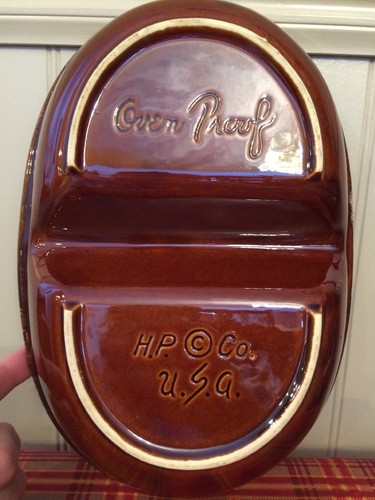 Oven Proof
H.P. © Co.
U.S.A.